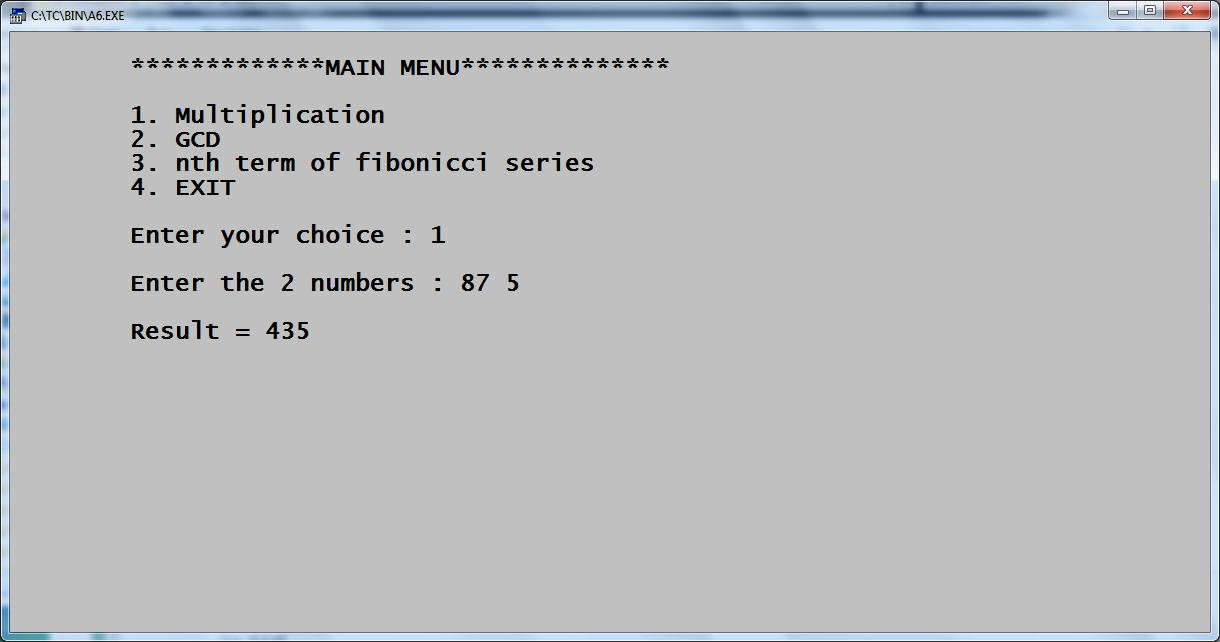 C:\TC\BIN\A6.EXE
*************MAIN MENU**************
1. Multiplication
2. GCD
3. nth term of fibonicci series
4. EXIT
Enter your choice : 1
Enter the 2 numbers : 87 5
Result = 435